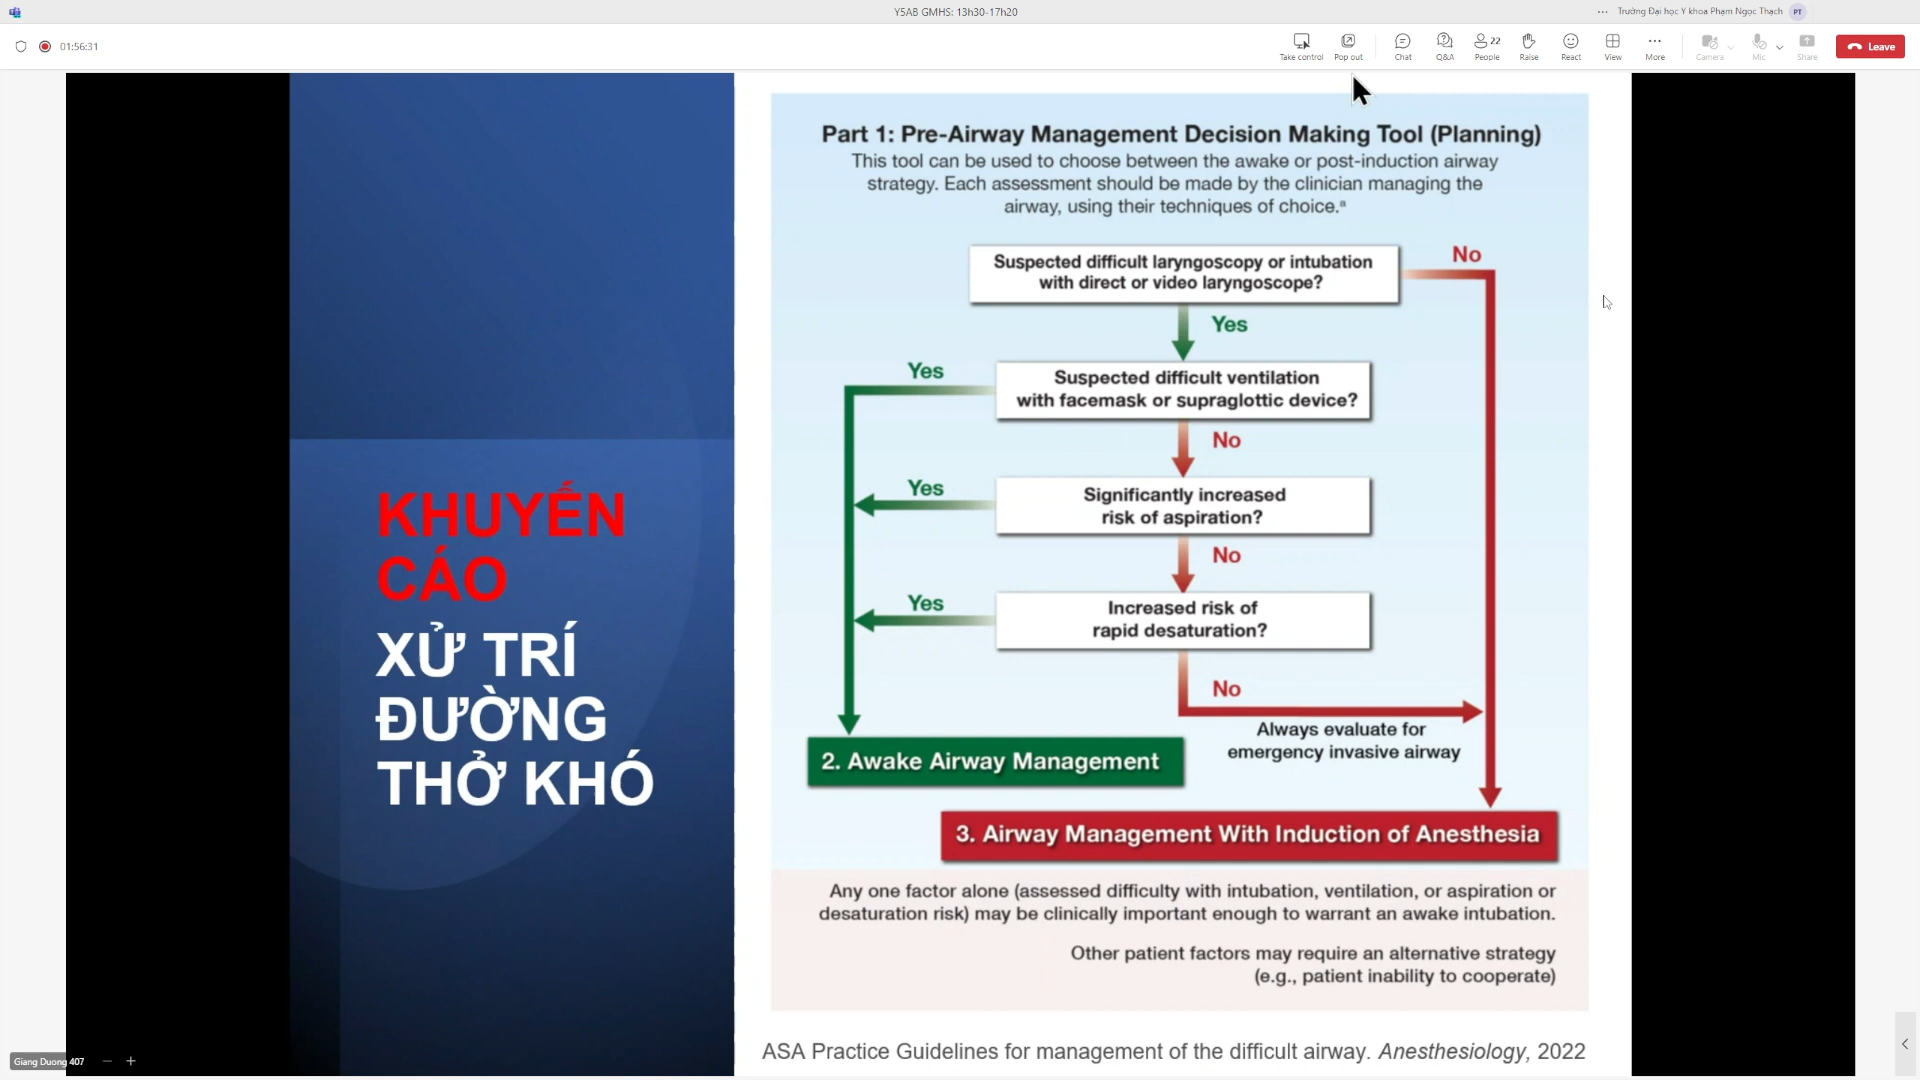 Y5AB GMHS: 13h30-17h20
Trường Đại học Y khoa Phạm Ngọc Thạch
PT
01:56:31
Take control
Pop out
Chat
Q&A
22
People
Raise
React
View
More
Camera
Mic
Share
Leave
KHUYẾN
CÁO
XỬ TRÍ
ĐƯỜNG
THỞ KHÓ
Part 1: Pre-Airway Management Decision Making Tool (Planning)
This tool can be used to choose between the awake or post-induction airway
strategy. Each assessment should be made by the clinician managing the
airway, using their techniques of choice.ª
Suspected difficult laryngoscopy or intubation
with direct or video laryngoscope?
No
Yes
Suspected difficult ventilation
with facemask or supraglottic device?
Yes
No
Significantly increased
risk of aspiration?
Yes
No
Increased risk of
rapid desaturation?
Yes
No
Always evaluate for
emergency invasive airway
2. Awake Airway Management
3. Airway Management With Induction of Anesthesia
Any one factor alone (assessed difficulty with intubation, ventilation, or aspiration or
desaturation risk) may be clinically important enough to warrant an awake intubation.
Other patient factors may require an alternative strategy
(e.g., patient inability to cooperate)
ASA Practice Guidelines for management of the difficult airway. Anesthesiology, 2022
Giang Duong 407